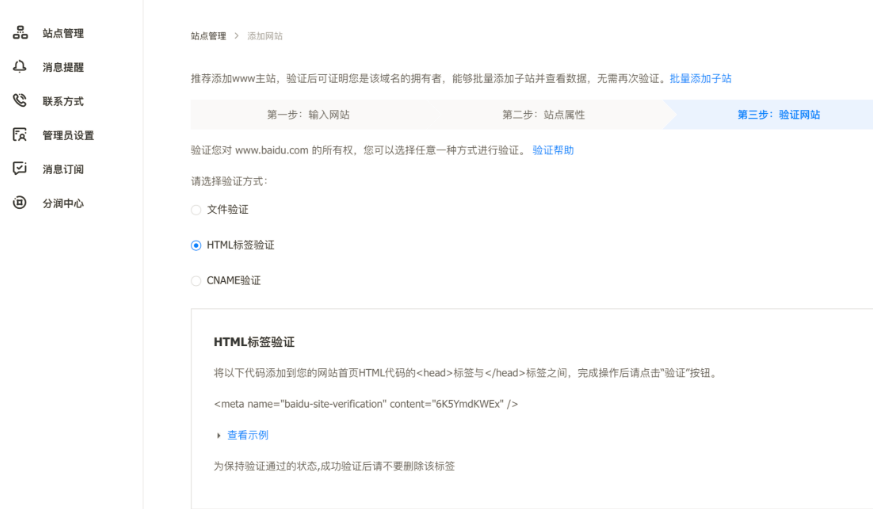 站点管理
消息提醒
联系方式
管理员设置
消息订阅
分润中心
站点管理 > 添加网站
推荐添加www主站，验证后可证明您是该域名的拥有者，能够批量添加子站并查看数据，无需再次验证。批量添加子站
第一步：输入网站 第二步：站点属性 第三步：验证网站
验证您对 www.baidu.com 的所有权，您可以选择任意一种方式进行验证。 验证帮助
请选择验证方式：
文件验证
HTML标签验证
CNAME验证
HTML标签验证
将以下代码添加到您的网站首页HTML代码的<head>标签与</head>标签之间，完成操作后请点击“验证”按钮。
<meta name="baidu-site-verification" content="6K5YmdKWEx" />
查看示例
为保持验证通过的状态,成功验证后请不要删除该标签